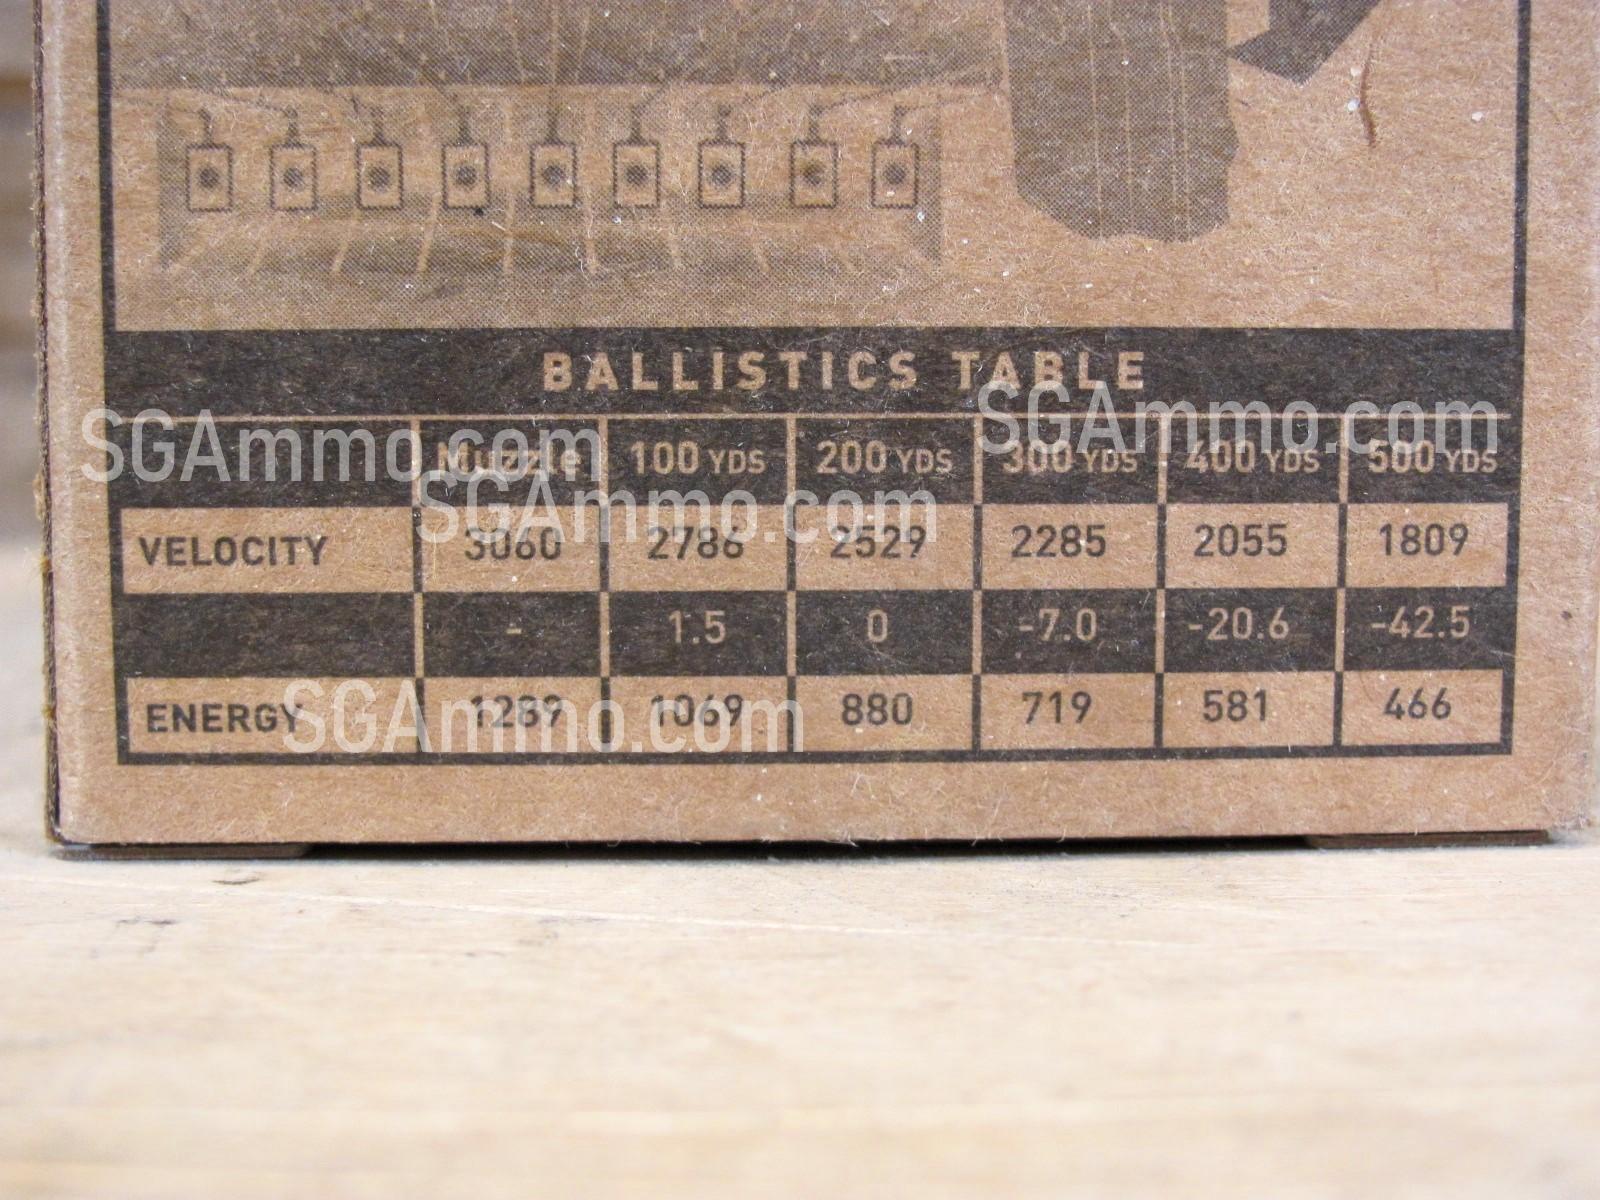 BALLISTICS TABLE
Muzzle 100 YDS 200 YDS 300 YDS 400 YDS 500 YDS
VELOCITY 3060 2786 2529 2285 2055 1809
- 1.5 0 -7.0 -20.6 -42.5
ENERGY 1289 1069 880 719 581 466
SGAmmo.com
SGAmmo.com
SGAmmo.com
SGAmmo.com